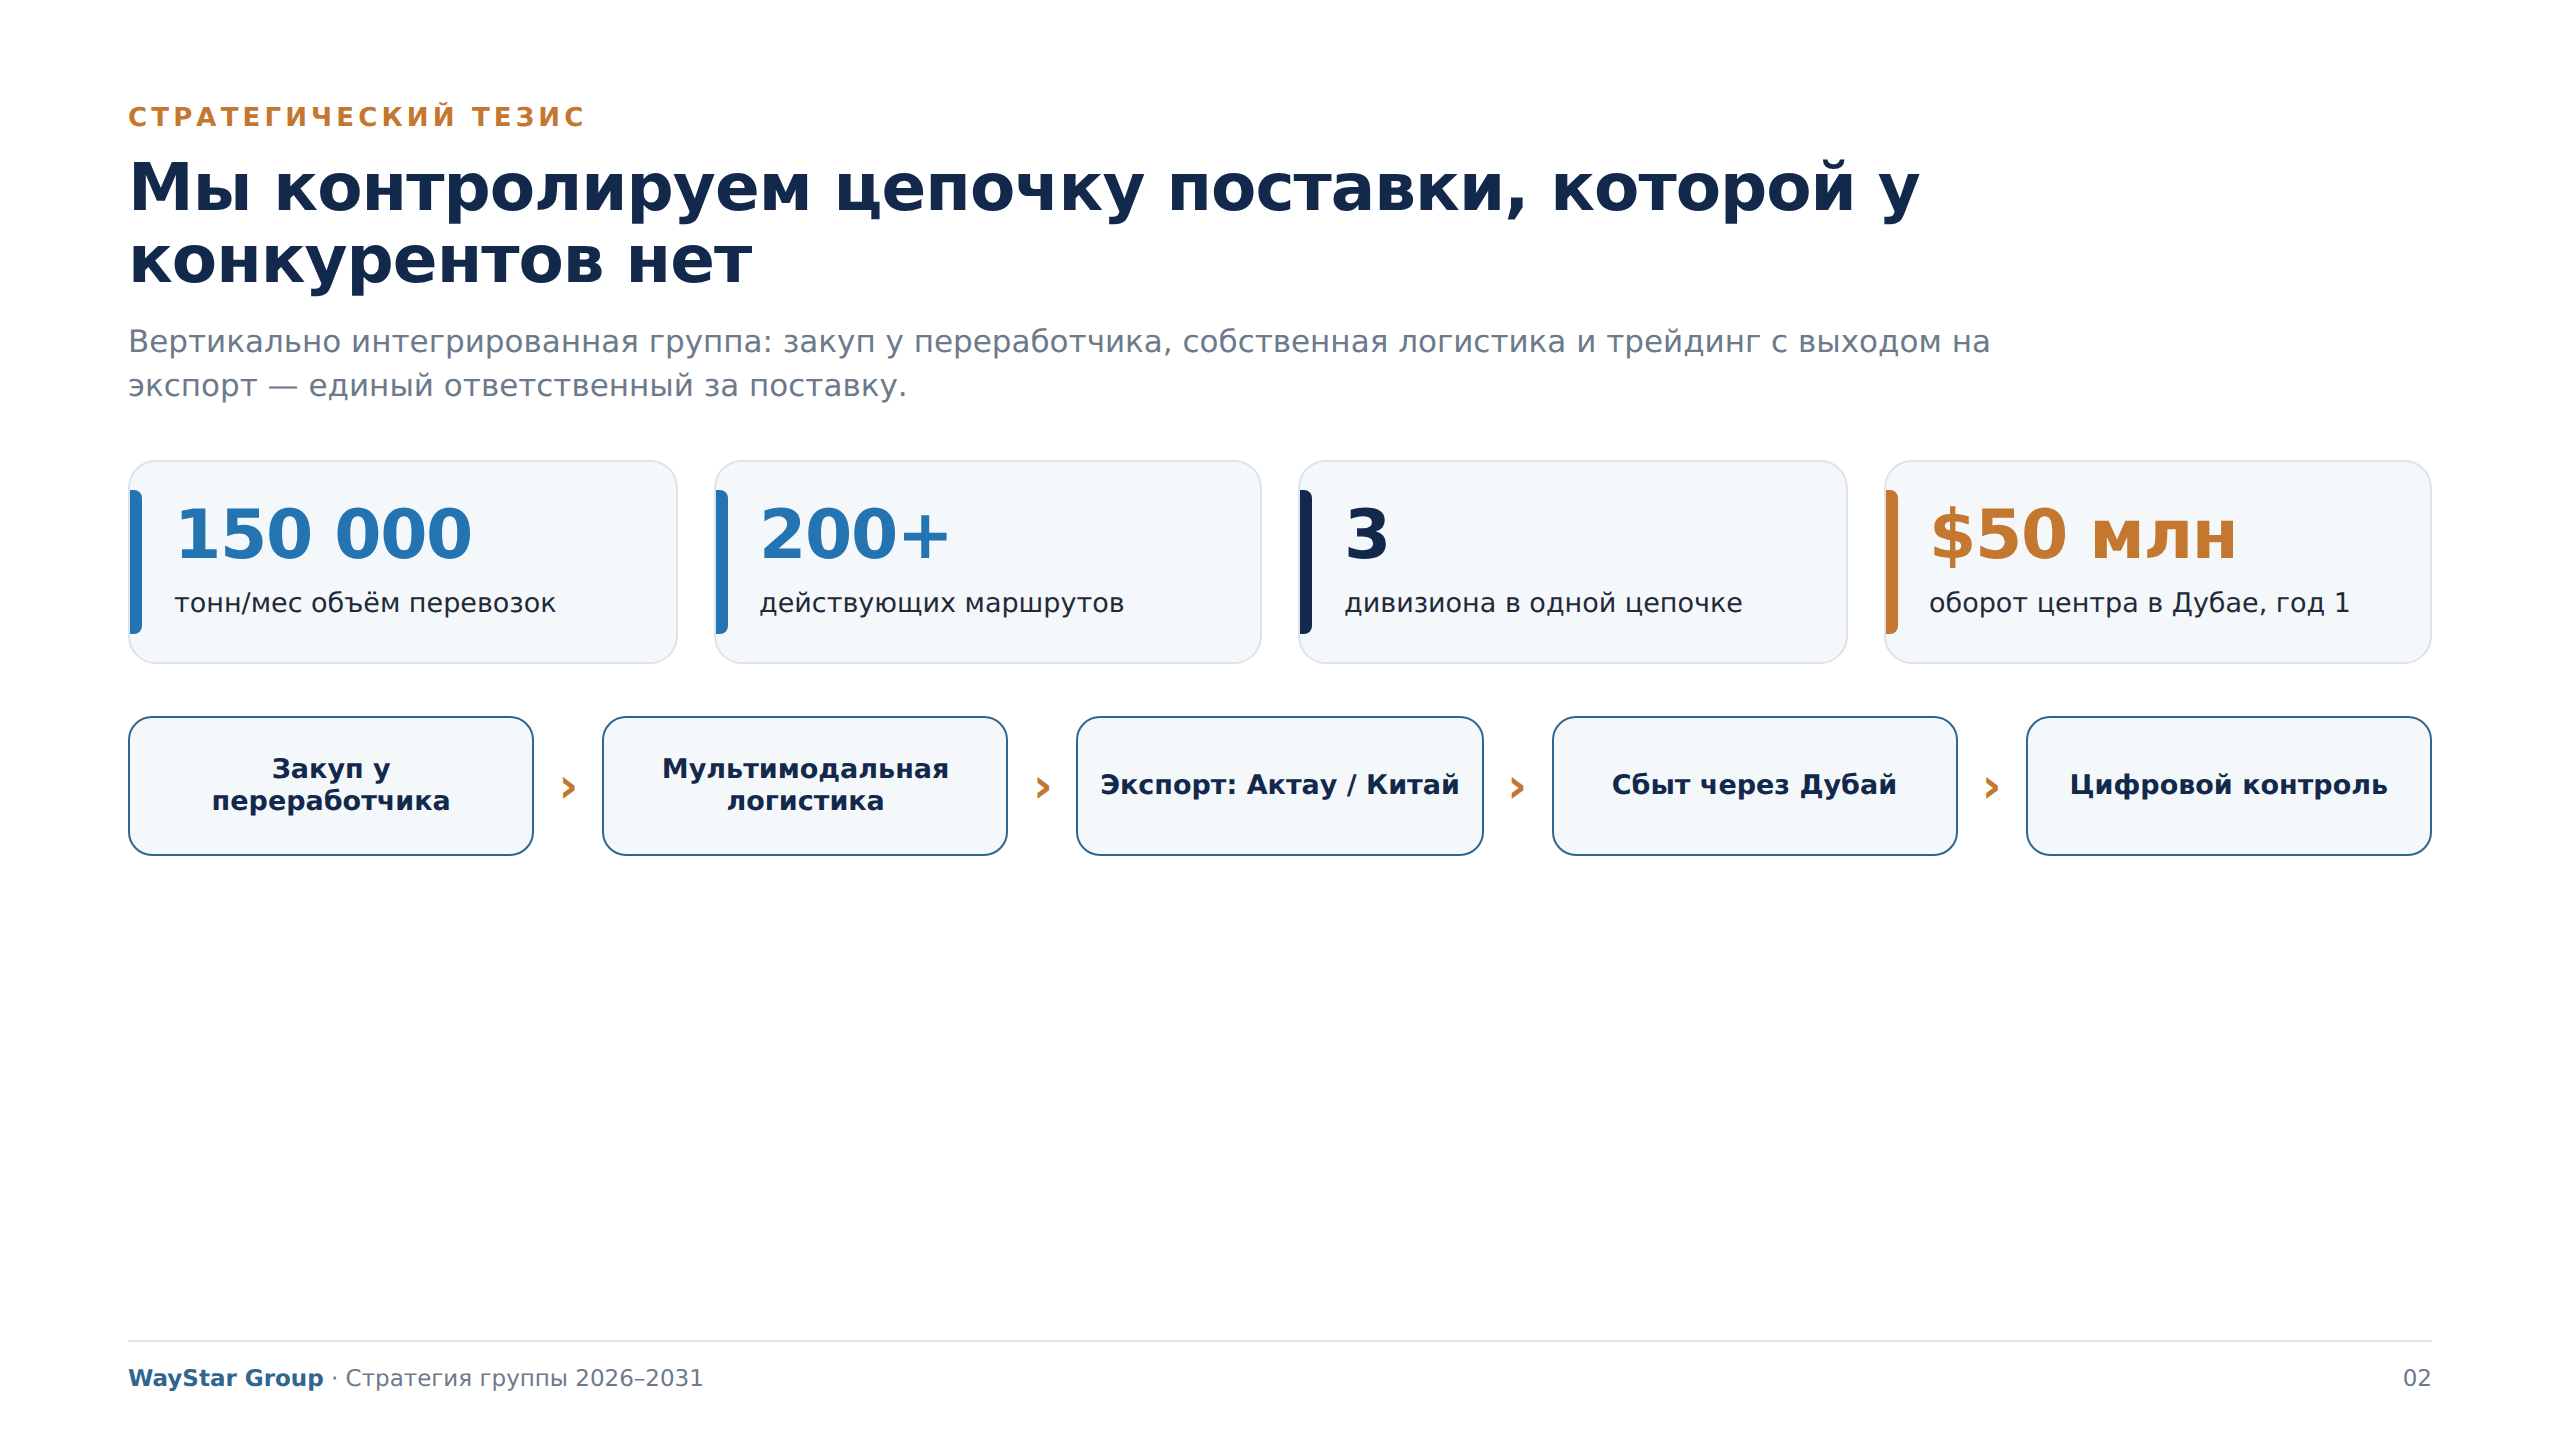 СТРАТЕГИЧЕСКИЙ ТЕЗИС
Мы контролируем цепочку поставки, которой у
конкурентов нет
Вертикально интегрированная группа: закуп у переработчика, собственная логистика и трейдинг с выходом на
экспорт — единый ответственный за поставку.
150 000
тонн/мес объём перевозок
200+
действующих маршрутов
3
дивизиона в одной цепочке
$50 млн
оборот центра в Дубае, год 1
Закуп у
переработчика
›
Мультимодальная
логистика
›
Экспорт: Актау / Китай
›
Сбыт через Дубай
›
Цифровой контроль
WayStar Group · Стратегия группы 2026–2031
02